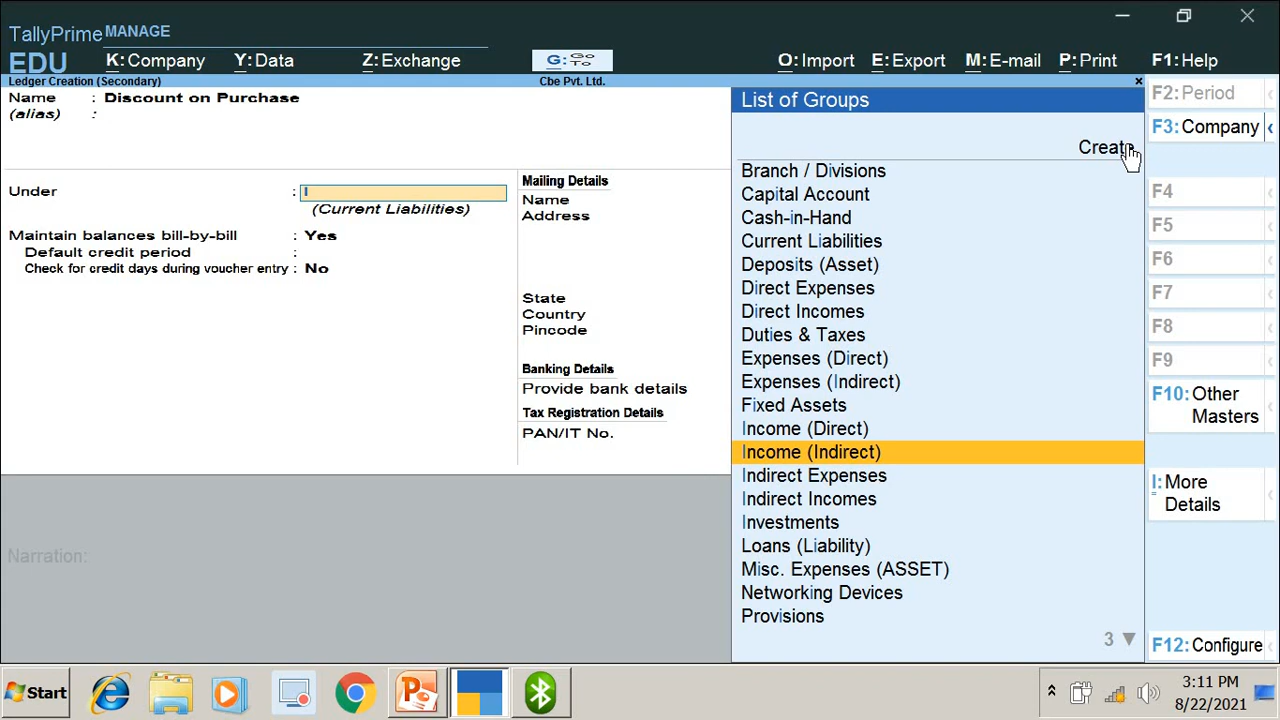 TallyPrime MANAGE
EDU K: Company Y: Data Z: Exchange G: Go To O: Import E: Export M: E-mail P: Print F1: Help
Ledger Creation (Secondary) Cbe Pvt. Ltd. x
Name : Discount on Purchase
(alias) :
Under : I
(Current Liabilities)
Maintain balances bill-by-bill : Yes
Default credit period :
Check for credit days during voucher entry : No
Narration:
Mailing Details
Name
Address
State
Country
Pincode
Banking Details
Provide bank details
Tax Registration Details
PAN/IT No.
List of Groups
Create
Branch / Divisions
Capital Account
Cash-in-Hand
Current Liabilities
Deposits (Asset)
Direct Expenses
Direct Incomes
Duties & Taxes
Expenses (Direct)
Expenses (Indirect)
Fixed Assets
Income (Direct)
Income (Indirect)
Indirect Expenses
Indirect Incomes
Investments
Loans (Liability)
Misc. Expenses (ASSET)
Networking Devices
Provisions
3 ▼
F2: Period
F3: Company
F4
F5
F6
F7
F8
F9
F10: Other
Masters
I: More
Details
F12: Configure
Start
3:11 PM
8/22/2021